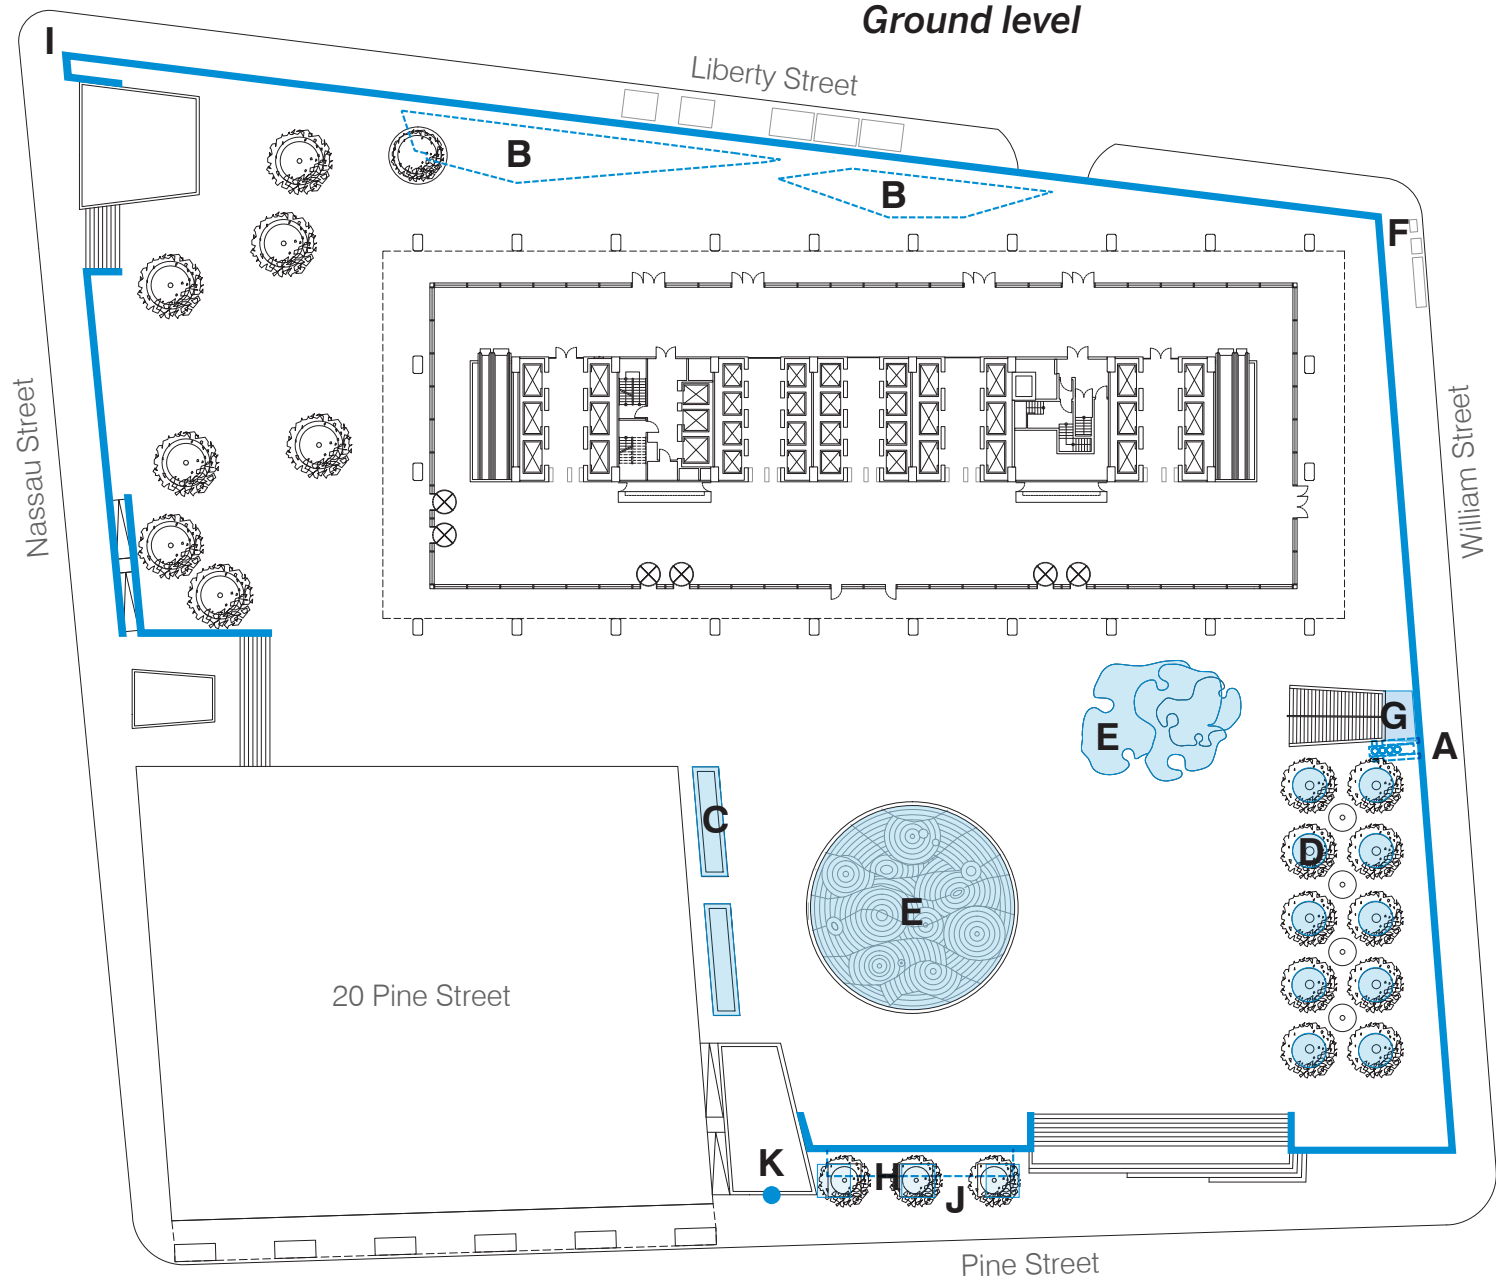 Ground level
I
Liberty Street
B
B
F
Nassau Street
William Street
G
E
A
C
D
E
20 Pine Street
K
H
J
Pine Street